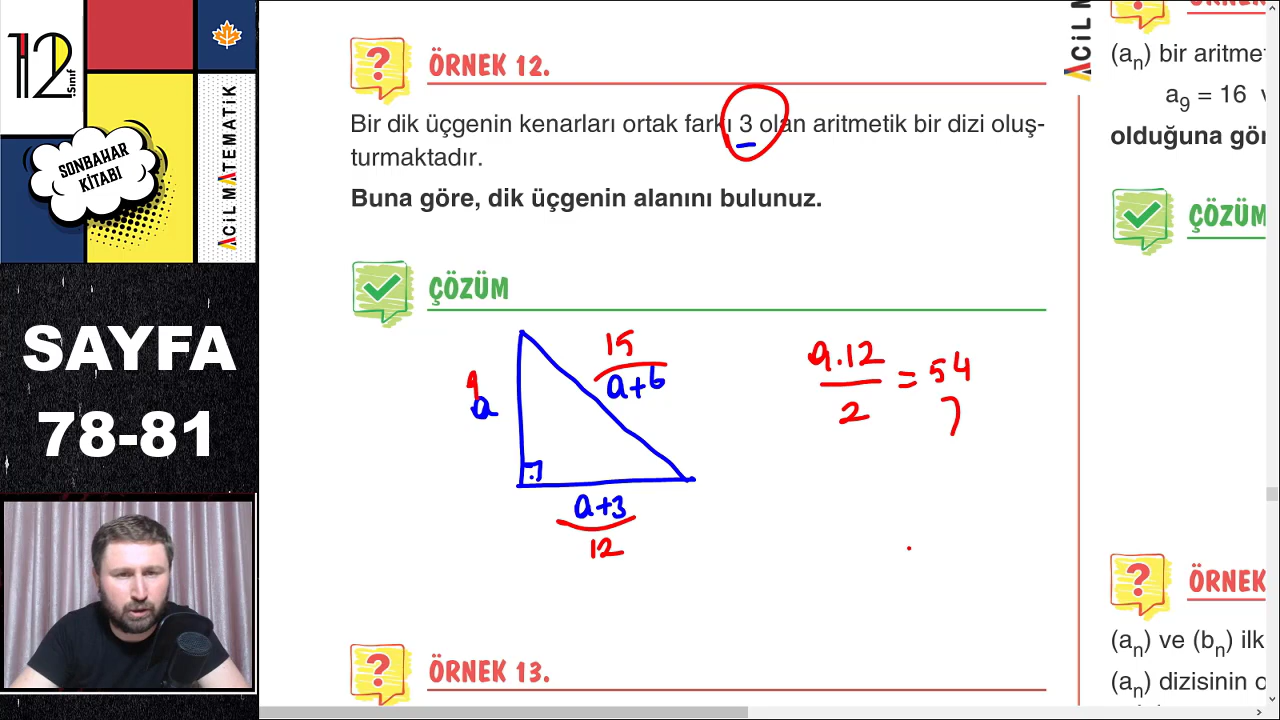 12
.Sınıf
SONBAHAR
KİTABI
ACİL MATEMATİK
SAYFA
78-81
ÖRNEK 12.
Bir dik üçgenin kenarları ortak farkı 3 olan aritmetik bir dizi oluş-
turmaktadır.
Buna göre, dik üçgenin alanını bulunuz.
ÇÖZÜM
15
a+6
9
a
a+3
12
9.12
2
= 54
ÖRNEK 13.
ACİL M
(aₙ) bir aritme
a₉ = 16
olduğuna gör
ÇÖZÜM
ÖRNEK
(aₙ) ve (bₙ) ilk
(aₙ) dizisinin